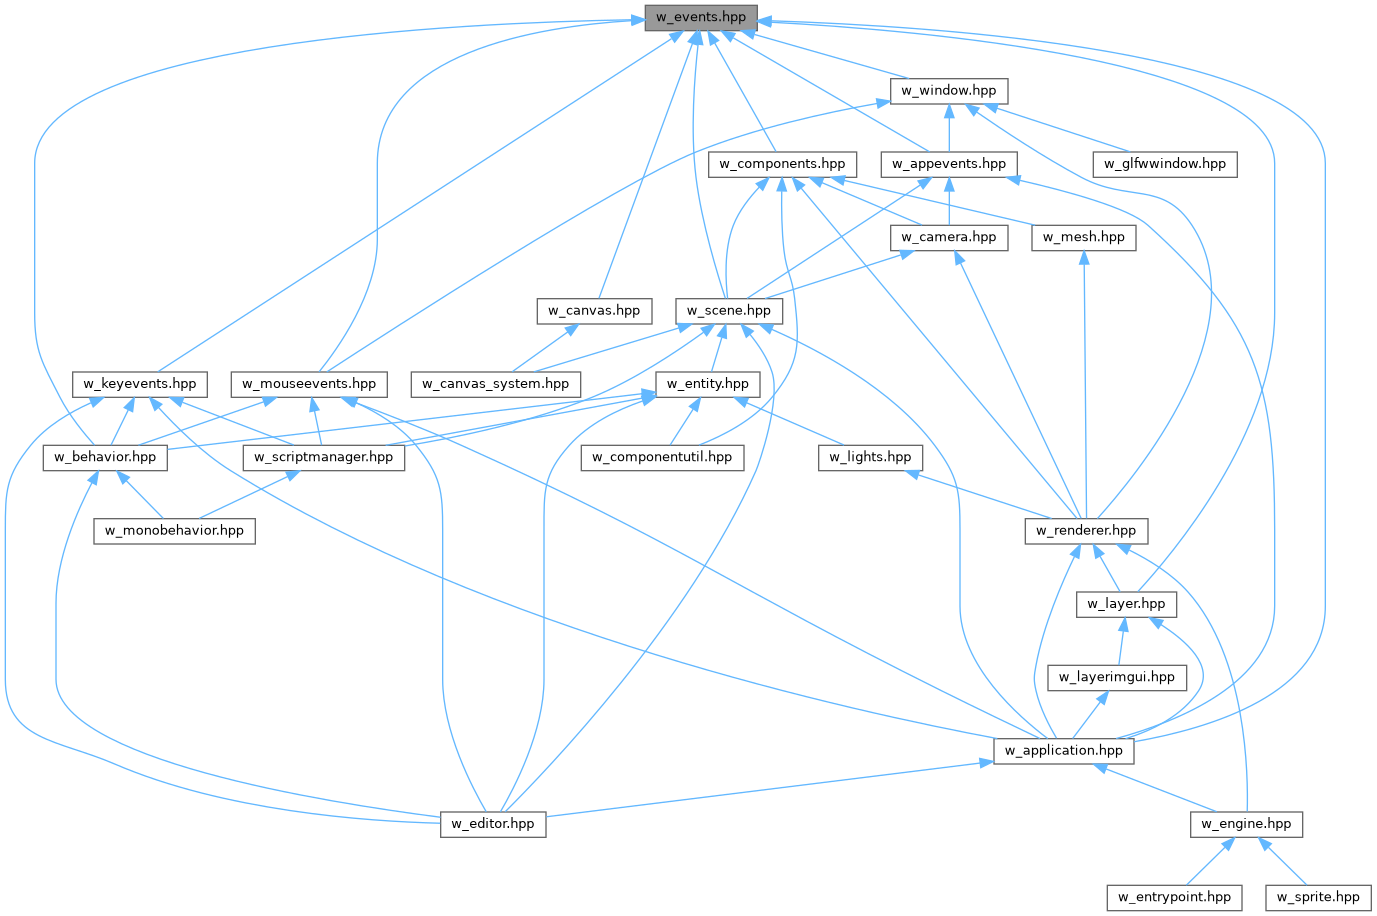 w_events.hpp
w_window.hpp
w_components.hpp
w_appevents.hpp
w_glfwwindow.hpp
w_camera.hpp
w_mesh.hpp
w_canvas.hpp
w_scene.hpp
w_keyevents.hpp
w_mouseevents.hpp
w_canvas_system.hpp
w_entity.hpp
w_behavior.hpp
w_scriptmanager.hpp
w_componentutil.hpp
w_lights.hpp
w_monobehavior.hpp
w_renderer.hpp
w_layer.hpp
w_layerimgui.hpp
w_application.hpp
w_editor.hpp
w_engine.hpp
w_entrypoint.hpp
w_sprite.hpp